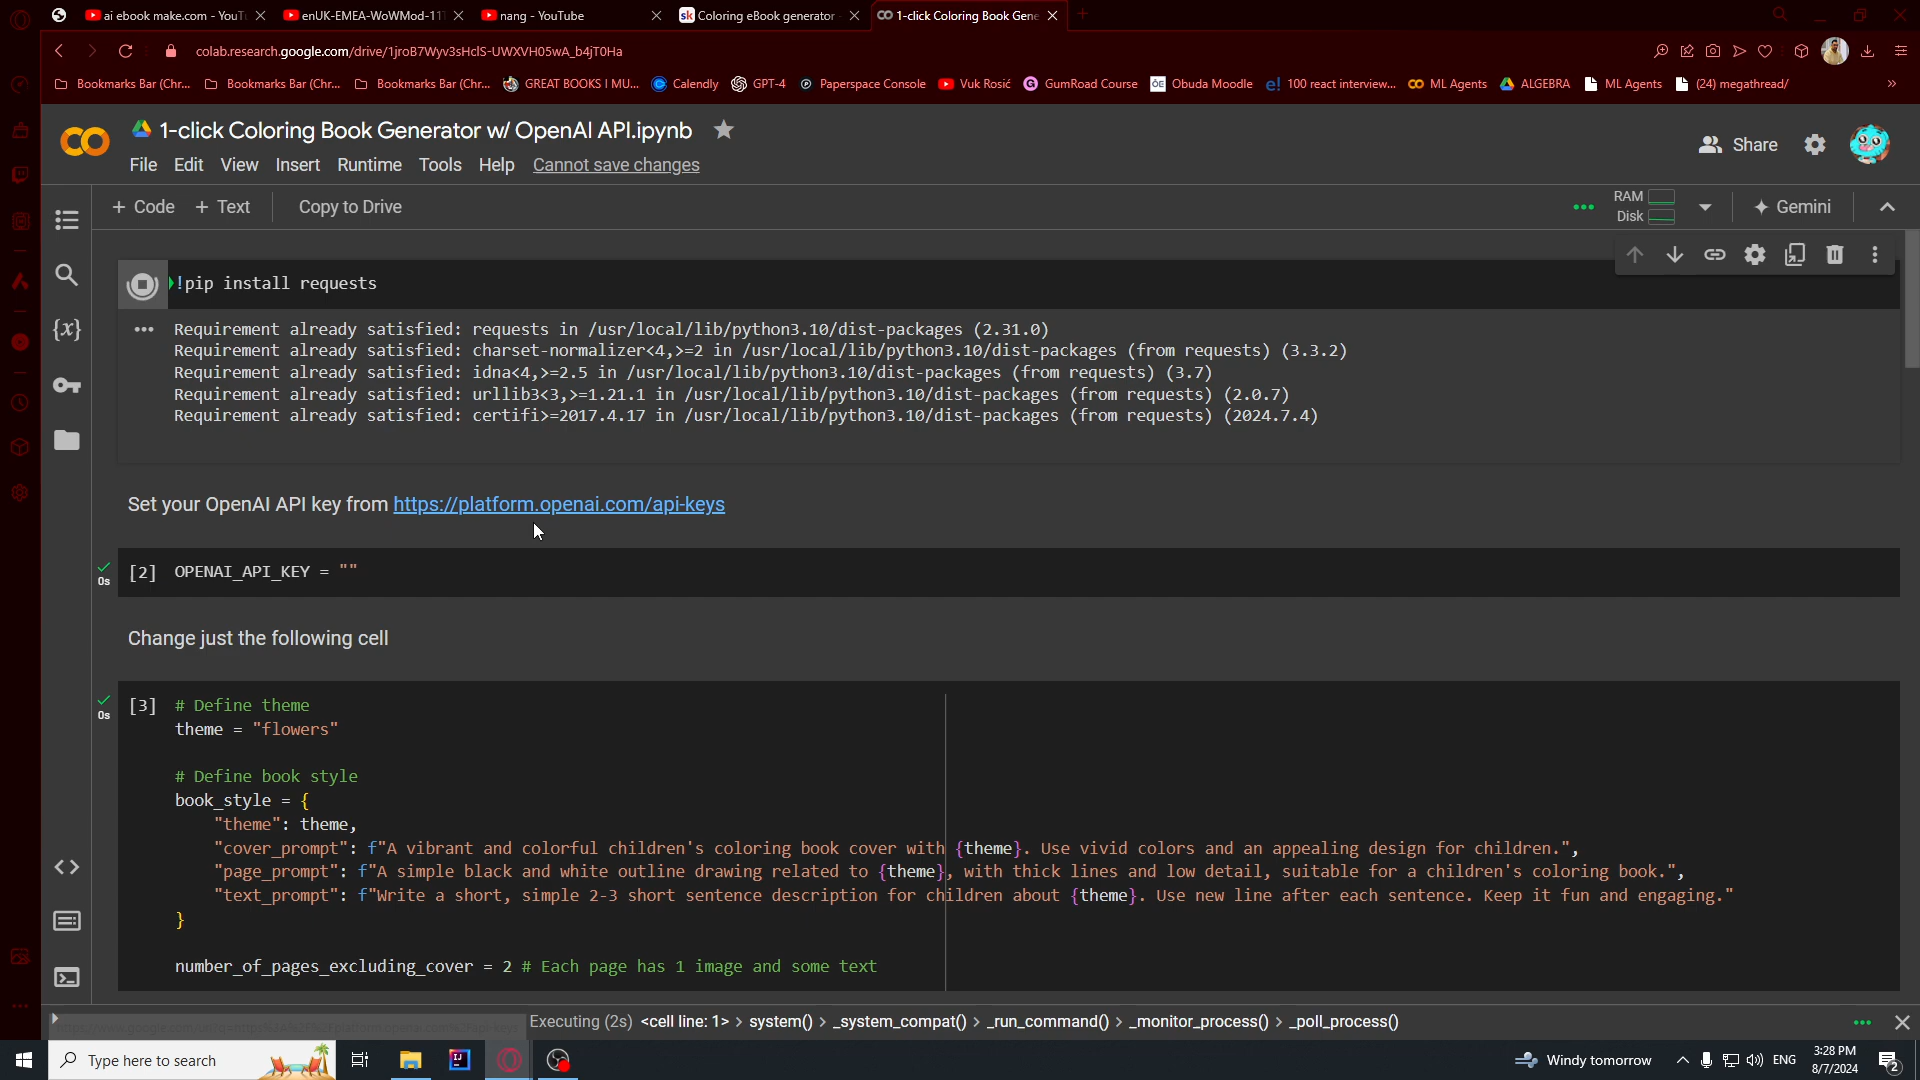 ai ebook make.com - YouT
enUK-EMEA-WoWMod-11
nang - YouTube
sk Coloring eBook generator
1-click Coloring Book Gene
colab.research.google.com/drive/1jroB7Wyv3sHclS-UWXVH05wA_b4jT0Ha
Bookmarks Bar (Chr... Bookmarks Bar (Chr... Bookmarks Bar (Chr... GREAT BOOKS I MU... Calendly GPT-4 Paperspace Console Vuk Rosić GumRoad Course ÓE Obuda Moodle e! 100 react interview... ML Agents ALGEBRA ML Agents (24) megathread/ »
1-click Coloring Book Generator w/ OpenAI API.ipynb
File Edit View Insert Runtime Tools Help Cannot save changes
Share
+ Code + Text Copy to Drive
RAM
Disk
Gemini
!pip install requests
Requirement already satisfied: requests in /usr/local/lib/python3.10/dist-packages (2.31.0)
Requirement already satisfied: charset-normalizer<4,>=2 in /usr/local/lib/python3.10/dist-packages (from requests) (3.3.2)
Requirement already satisfied: idna<4,>=2.5 in /usr/local/lib/python3.10/dist-packages (from requests) (3.7)
Requirement already satisfied: urllib3<3,>=1.21.1 in /usr/local/lib/python3.10/dist-packages (from requests) (2.0.7)
Requirement already satisfied: certifi>=2017.4.17 in /usr/local/lib/python3.10/dist-packages (from requests) (2024.7.4)
Set your OpenAI API key from https://platform.openai.com/api-keys
0s [2] OPENAI_API_KEY = ""
Change just the following cell
0s [3] # Define theme
theme = "flowers"
# Define book style
book_style = {
"theme": theme,
"cover_prompt": f"A vibrant and colorful children's coloring book cover with {theme}. Use vivid colors and an appealing design for children.",
"page_prompt": f"A simple black and white outline drawing related to {theme}, with thick lines and low detail, suitable for a children's coloring book.",
"text_prompt": f"Write a short, simple 2-3 short sentence description for children about {theme}. Use new line after each sentence. Keep it fun and engaging."
}
number_of_pages_excluding_cover = 2 # Each page has 1 image and some text
Executing (2s) <cell line: 1> > system() > _system_compat() > _run_command() > _monitor_process() > _poll_process()
Type here to search
Windy tomorrow
ENG
3:28 PM
8/7/2024
2